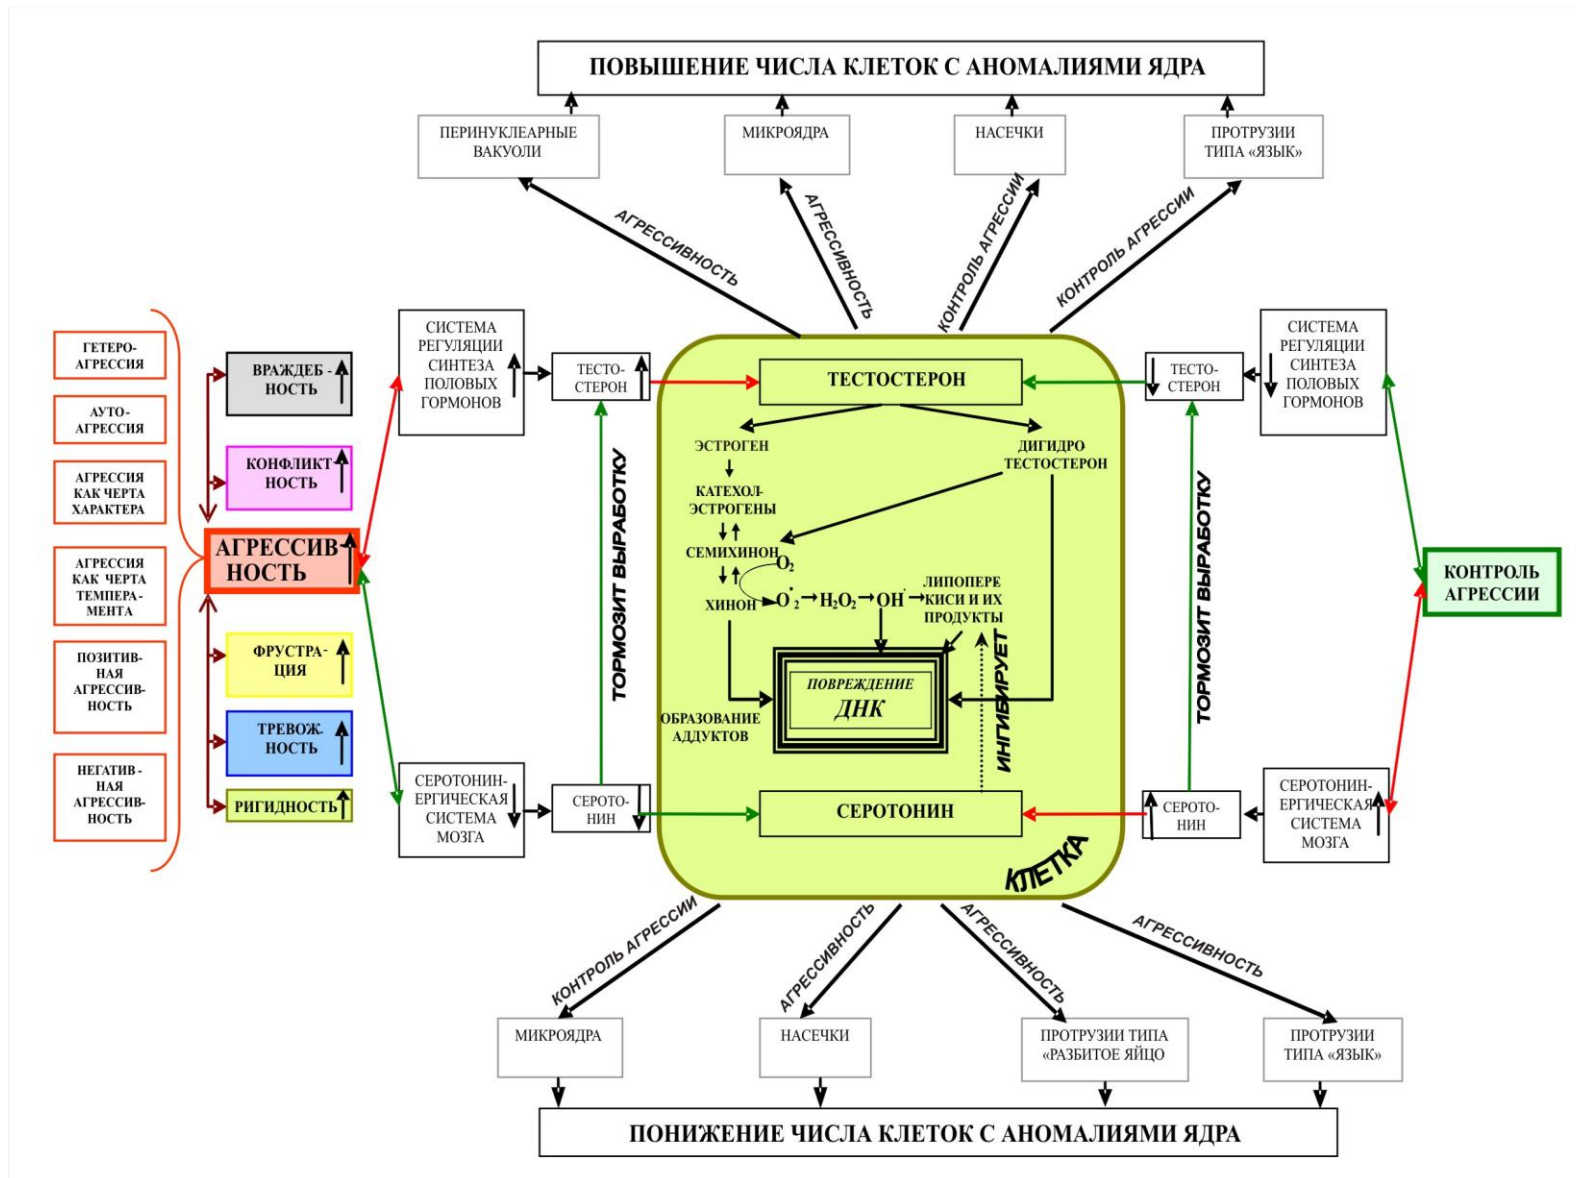 ПОВЫШЕНИЕ ЧИСЛА КЛЕТОК С АНОМАЛИЯМИ ЯДРА
ПЕРИНУКЛЕАРНЫЕ
ВАКУОЛИ
МИКРОЯДРА
НАСЕЧКИ
ПРОТРУЗИИ
ТИПА «ЯЗЫК»
АГРЕССИВНОСТЬ
АГРЕССИВНОСТЬ
КОНТРОЛЬ АГРЕССИИ
КОНТРОЛЬ АГРЕССИИ
ГЕТЕРО-
АГРЕССИЯ
АУТО-
АГРЕССИЯ
АГРЕССИЯ
КАК ЧЕРТА
ХАРАКТЕРА
АГРЕССИЯ
КАК ЧЕРТА
ТЕМПЕРА-
МЕНТА
ПОЗИТИВ-
НАЯ
АГРЕССИВ-
НОСТЬ
НЕГАТИВ-
НАЯ
АГРЕССИВ-
НОСТЬ
ВРАЖДЕБ-
НОСТЬ
КОНФЛИКТ-
НОСТЬ
АГРЕССИВ-
НОСТЬ
ФРУСТРА-
ЦИЯ
ТРЕВОЖ-
НОСТЬ
РИГИДНОСТЬ
СИСТЕМА
РЕГУЛЯЦИИ
СИНТЕЗА
ПОЛОВЫХ
ГОРМОНОВ
ТЕСТО-
СТЕРОН
ТОРМОЗИТ ВЫРАБОТКУ
СЕРОТОНИН-
ЕРГИЧЕСКАЯ
СИСТЕМА
МОЗГА
СЕРОТО-
НИН
ТЕСТОСТЕРОН
ЭСТРОГЕН
ДИГИДРО
ТЕСТОСТЕРОН
КАТЕХОЛ-
ЭСТРОГЕНЫ
СЕМИХИНОН
O₂
ХИНОН
O˙₂
H₂O₂
OH˙
ЛИПОПЕРЕ
КИСИ И ИХ
ПРОДУКТЫ
ПОВРЕЖДЕНИЕ
ДНК
ОБРАЗОВАНИЕ
АДДУКТОВ
ИНГИБИРУЕТ
СЕРОТОНИН
КЛЕТКА
ТЕСТО-
СТЕРОН
СИСТЕМА
РЕГУЛЯЦИИ
СИНТЕЗА
ПОЛОВЫХ
ГОРМОНОВ
ТОРМОЗИТ ВЫРАБОТКУ
СЕРОТО-
НИН
СЕРОТОНИН-
ЕРГИЧЕСКАЯ
СИСТЕМА
МОЗГА
КОНТРОЛЬ
АГРЕССИИ
КОНТРОЛЬ АГРЕССИИ
АГРЕССИВНОСТЬ
АГРЕССИВНОСТЬ
АГРЕССИВНОСТЬ
МИКРОЯДРА
НАСЕЧКИ
ПРОТРУЗИИ ТИПА
«РАЗБИТОЕ ЯЙЦО
ПРОТРУЗИИ
ТИПА «ЯЗЫК»
ПОНИЖЕНИЕ ЧИСЛА КЛЕТОК С АНОМАЛИЯМИ ЯДРА